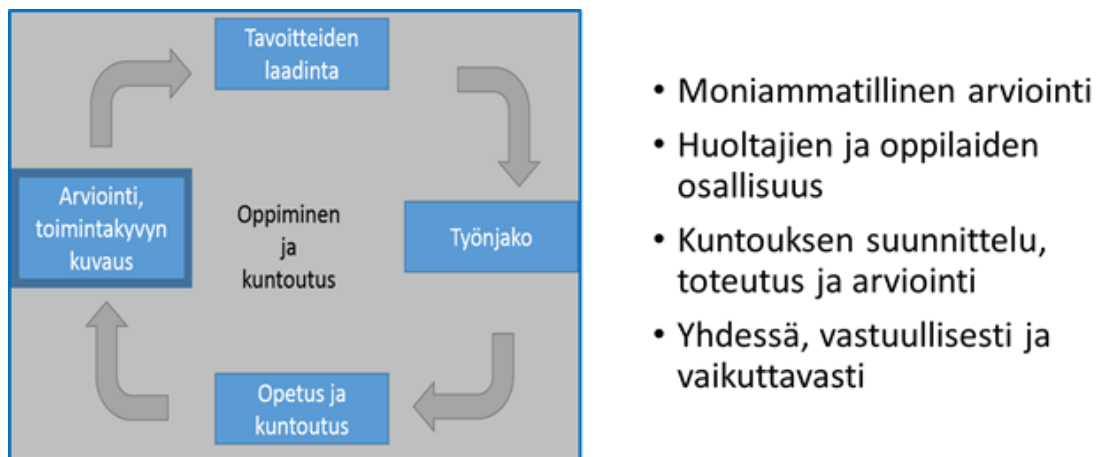 Tavoitteiden
laadinta
Arviointi,
toimintakyvyn
kuvaus
Oppiminen
ja
kuntoutus
Työnjako
Opetus ja
kuntoutus
• Moniammatillinen arviointi
• Huoltajien ja oppilaiden
osallisuus
• Kuntouksen suunnittelu,
toteutus ja arviointi
• Yhdessä, vastuullisesti ja
vaikuttavasti